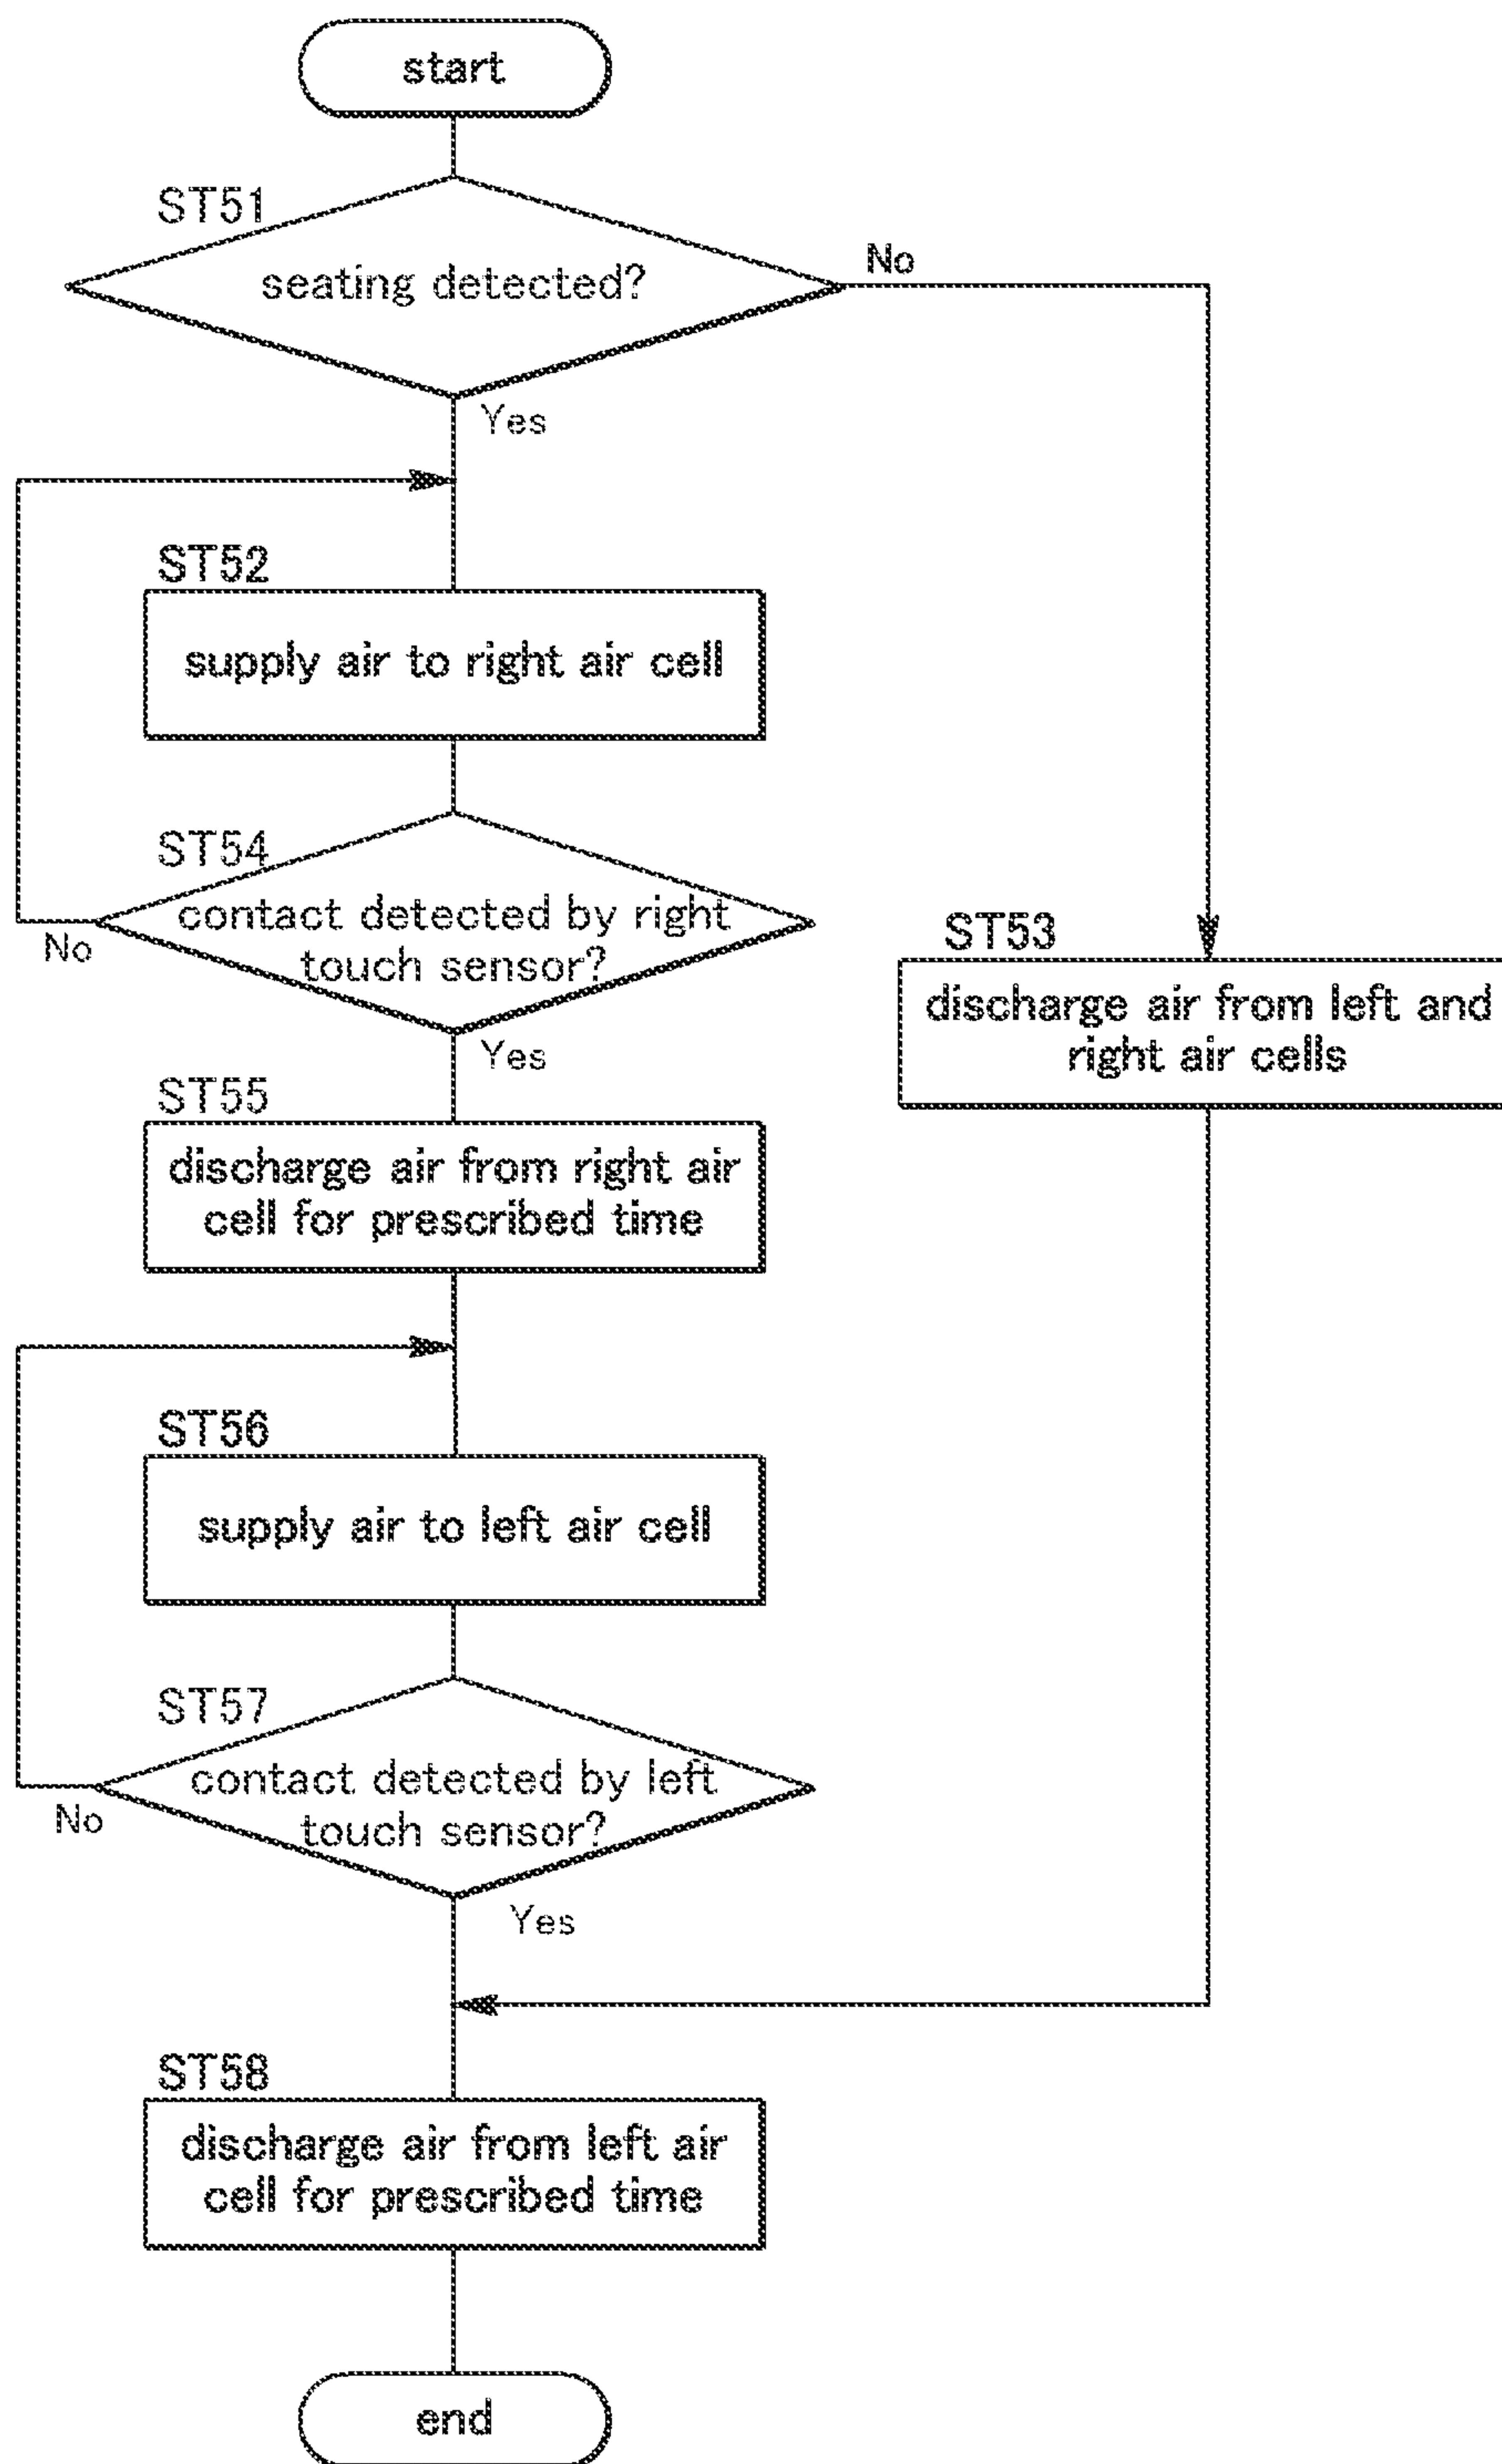 start
ST51
seating detected?
No
Yes
ST52
supply air to right air cell
ST54
contact detected by right
touch sensor?
No
Yes
ST53
discharge air from left and
right air cells
ST55
discharge air from right air
cell for prescribed time
ST56
supply air to left air cell
ST57
contact detected by left
touch sensor?
No
Yes
ST58
discharge air from left air
cell for prescribed time
end